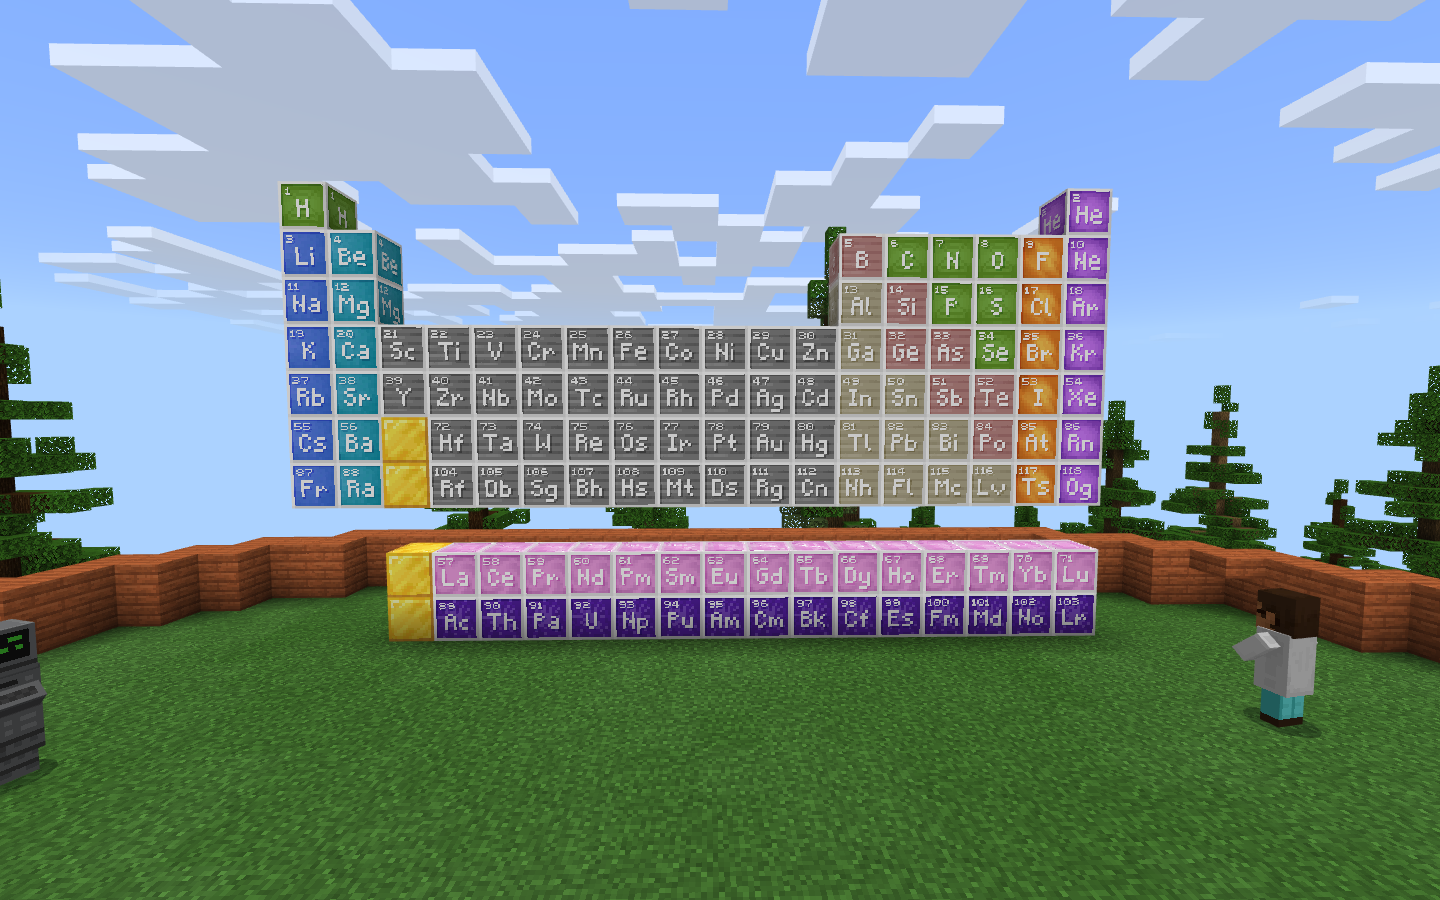 1 H 1 H 2 He 2 He
3 Li 4 Be 4 Be 5 B 6 C 7 N 8 O 9 F 10 Ne
11 Na 12 Mg 12 Mg 13 Al 14 Si 15 P 16 S 17 Cl 18 Ar
19 K 20 Ca 21 Sc 22 Ti 23 V 24 Cr 25 Mn 26 Fe 27 Co 28 Ni 29 Cu 30 Zn 31 Ga 32 Ge 33 As 34 Se 35 Br 36 Kr
37 Rb 38 Sr 39 Y 40 Zr 41 Nb 42 Mo 43 Tc 44 Ru 45 Rh 46 Pd 47 Ag 48 Cd 49 In 50 Sn 51 Sb 52 Te 53 I 54 Xe
55 Cs 56 Ba 72 Hf 73 Ta 74 W 75 Re 76 Os 77 Ir 78 Pt 79 Au 80 Hg 81 Tl 82 Pb 83 Bi 84 Po 85 At 86 Rn
87 Fr 88 Ra 104 Rf 105 Db 106 Sg 107 Bh 108 Hs 109 Mt 110 Ds 111 Rg 112 Cn 113 Nh 114 Fl 115 Mc 116 Lv 117 Ts 118 Og
57 La 58 Ce 59 Pr 60 Nd 61 Pm 62 Sm 63 Eu 64 Gd 65 Tb 66 Dy 67 Ho 68 Er 69 Tm 70 Yb 71 Lu
89 Ac 90 Th 91 Pa 92 U 93 Np 94 Pu 95 Am 96 Cm 97 Bk 98 Cf 99 Es 100 Fm 101 Md 102 No 103 Lr